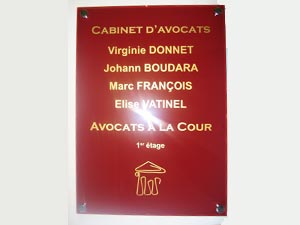 CABINET D'AVOCATS
Virginie DONNET
Johann BOUDARA
Marc FRANÇOIS
Elise VATINEL
AVOCATS À LA COUR
1er étage